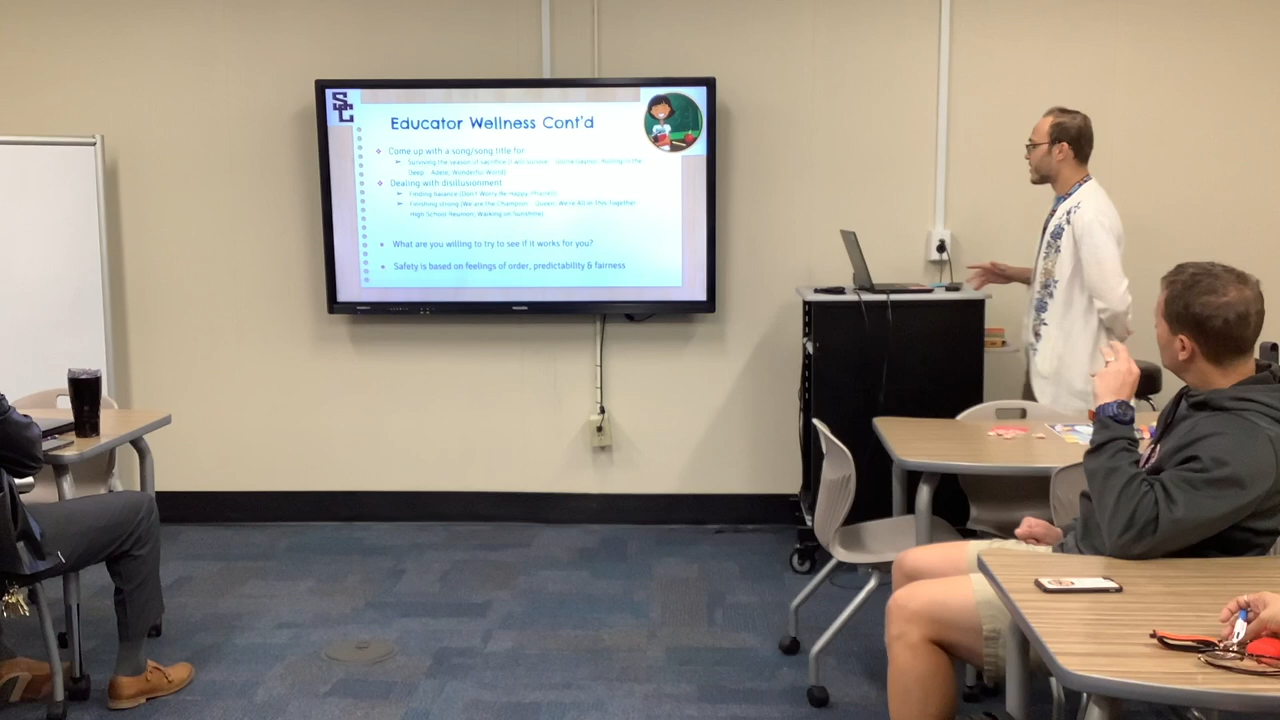 SC
Educator Wellness Cont'd
Come up with a song/song title for:
Surviving the season of sacrifice (I will survive - Gloria Gaynor; Rolling in the
Deep - Adele; Wonderful World)
Dealing with disillusionment
Finding balance (Don't Worry Be Happy-Pharrell)
Finishing strong (We are the Champion - Queen; We're All in this Together
High School Reunion; Walking on Sunshine)
What are you willing to try to see if it works for you?
Safety is based on feelings of order, predictability & fairness